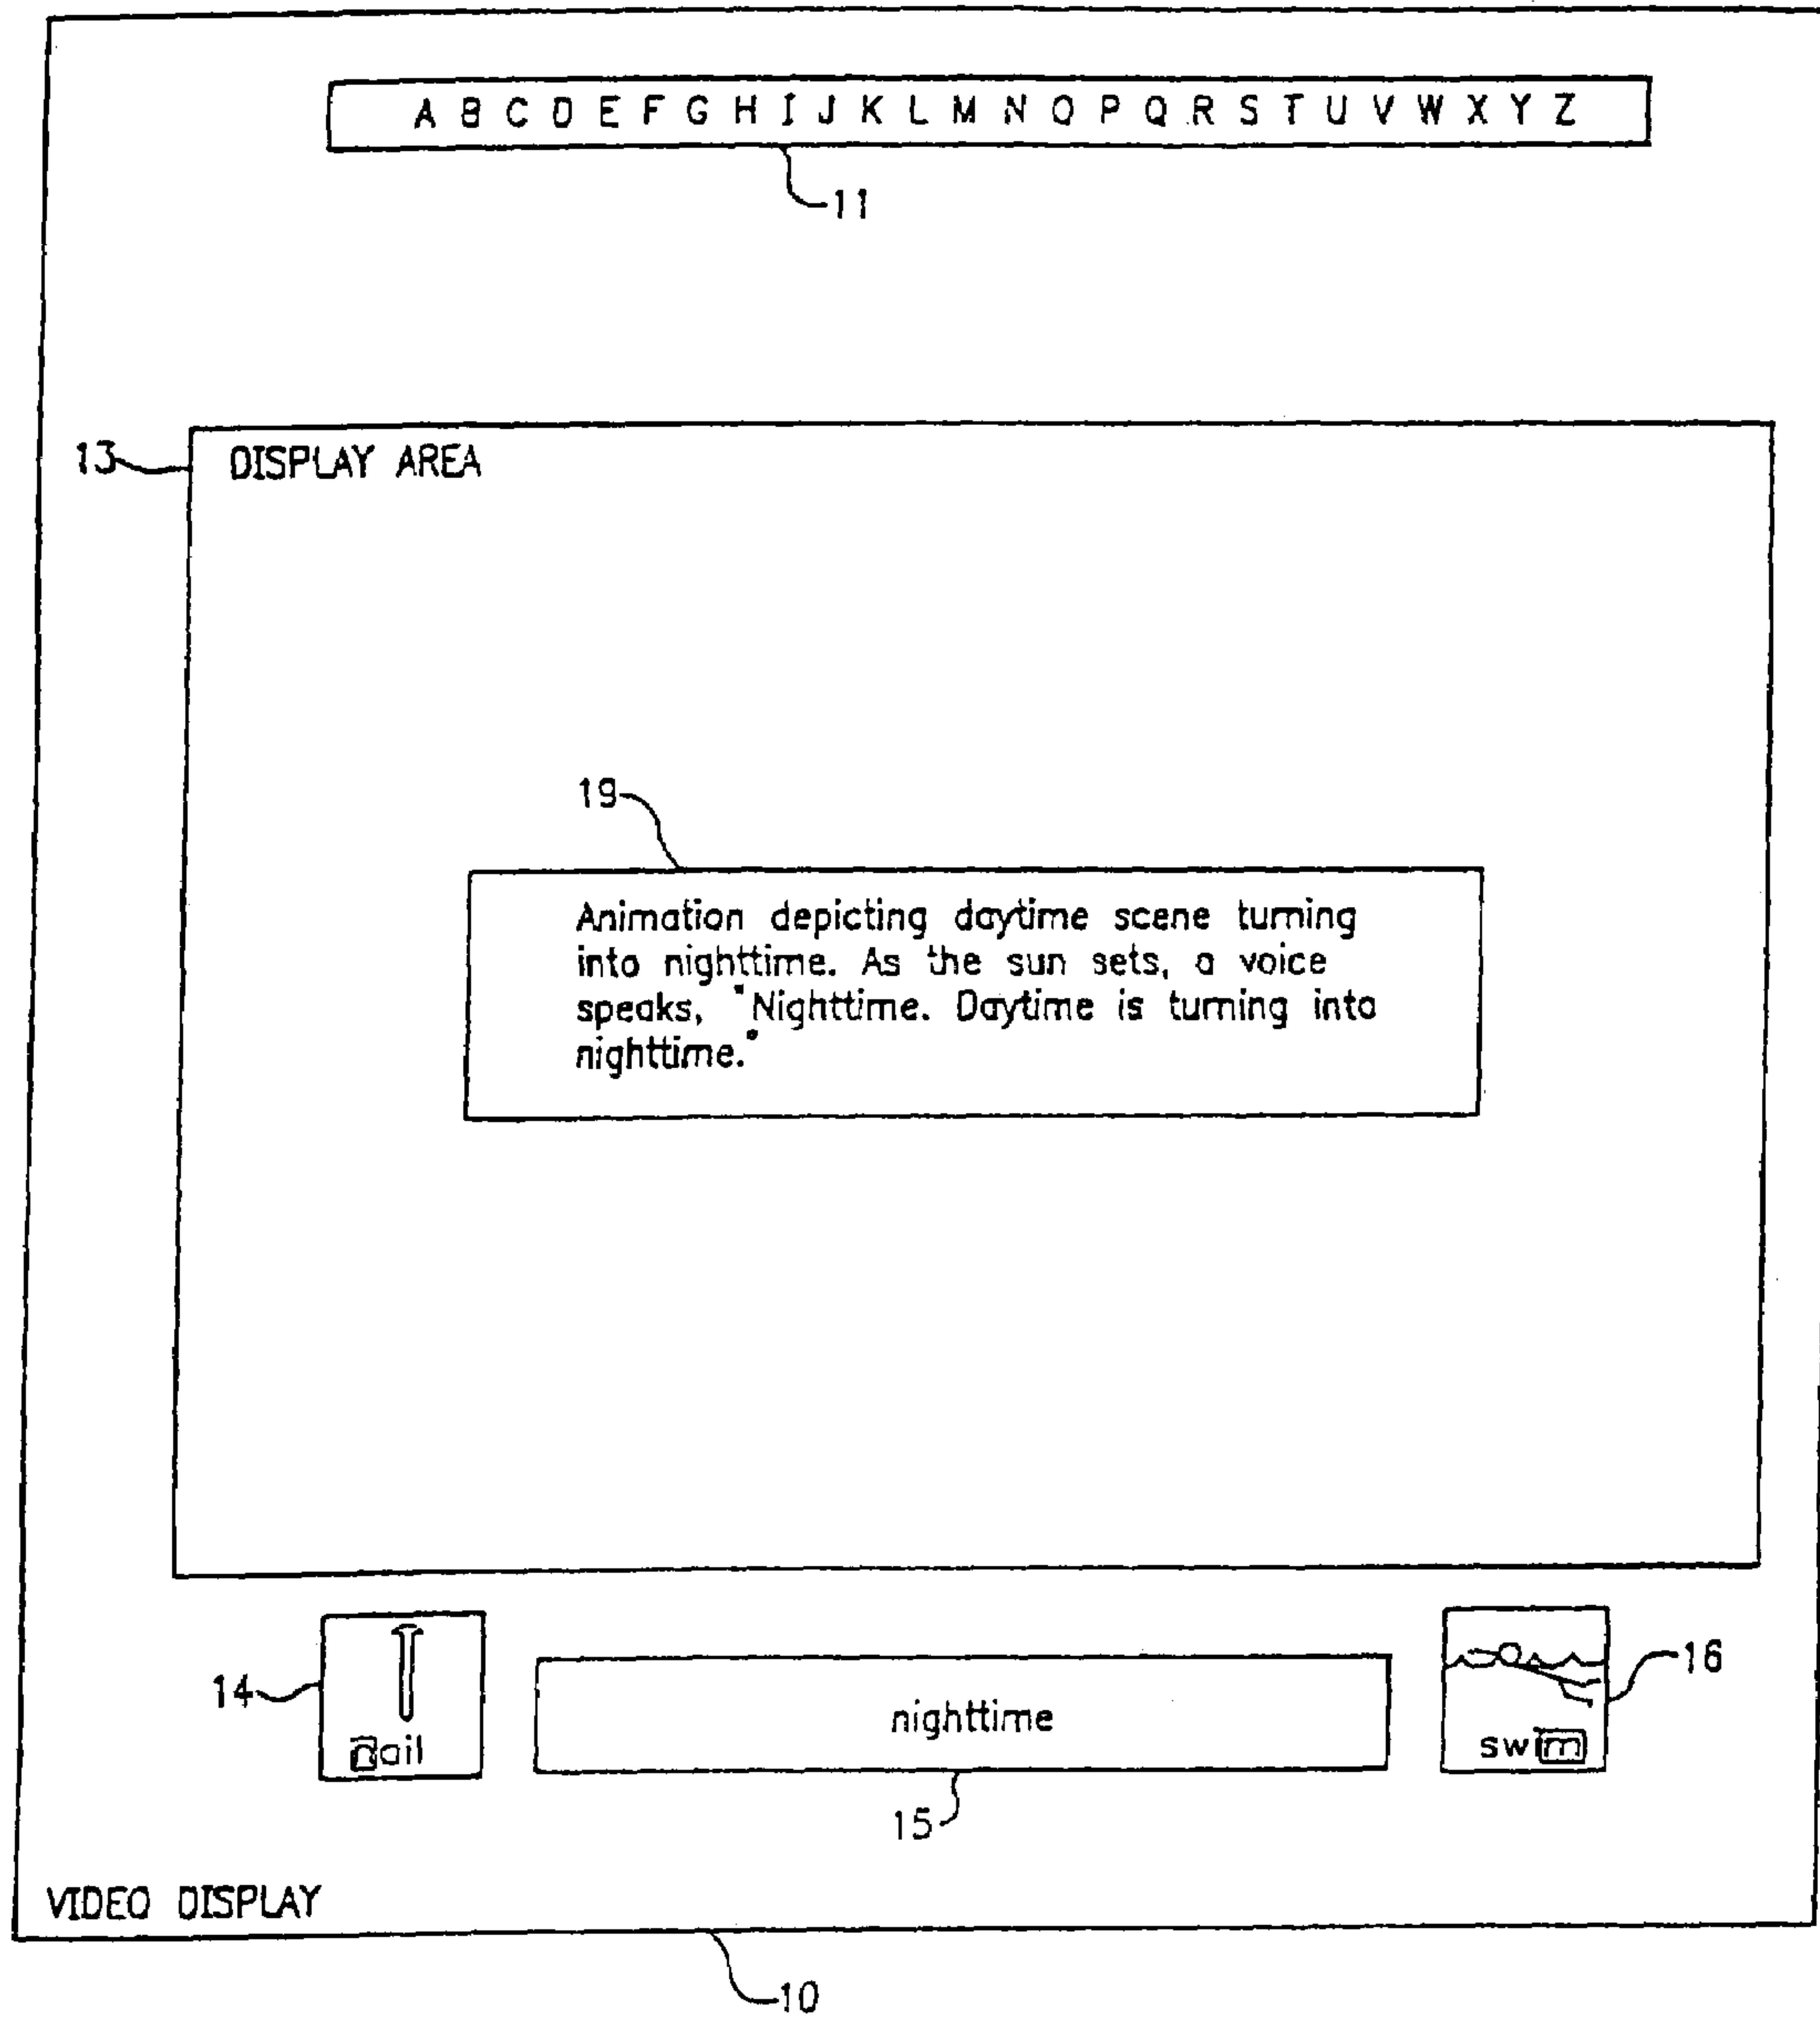 A B C D E F G H I J K L M N O P Q R S T U V W X Y Z
11
13
DISPLAY AREA
19
Animation depicting daytime scene turning
into nighttime. As the sun sets, a voice
speaks, "Nighttime. Daytime is turning into
nighttime."
14
nail
nighttime
15
swim
16
VIDEO DISPLAY
10